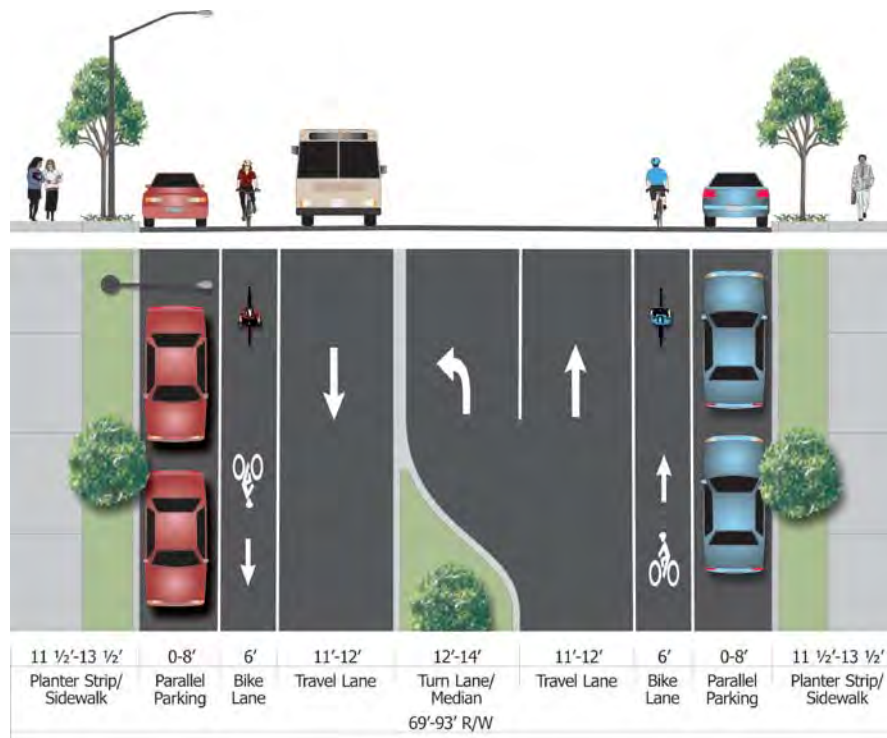 11 ½'-13 ½' 0-8' 6' 11'-12' 12'-14' 11'-12' 6' 0-8' 11 ½'-13 ½'
Planter Strip/ Parallel Bike Travel Lane Turn Lane/ Travel Lane Bike Parallel Planter Strip/
Sidewalk Parking Lane Median Lane Parking Sidewalk
69'-93' R/W